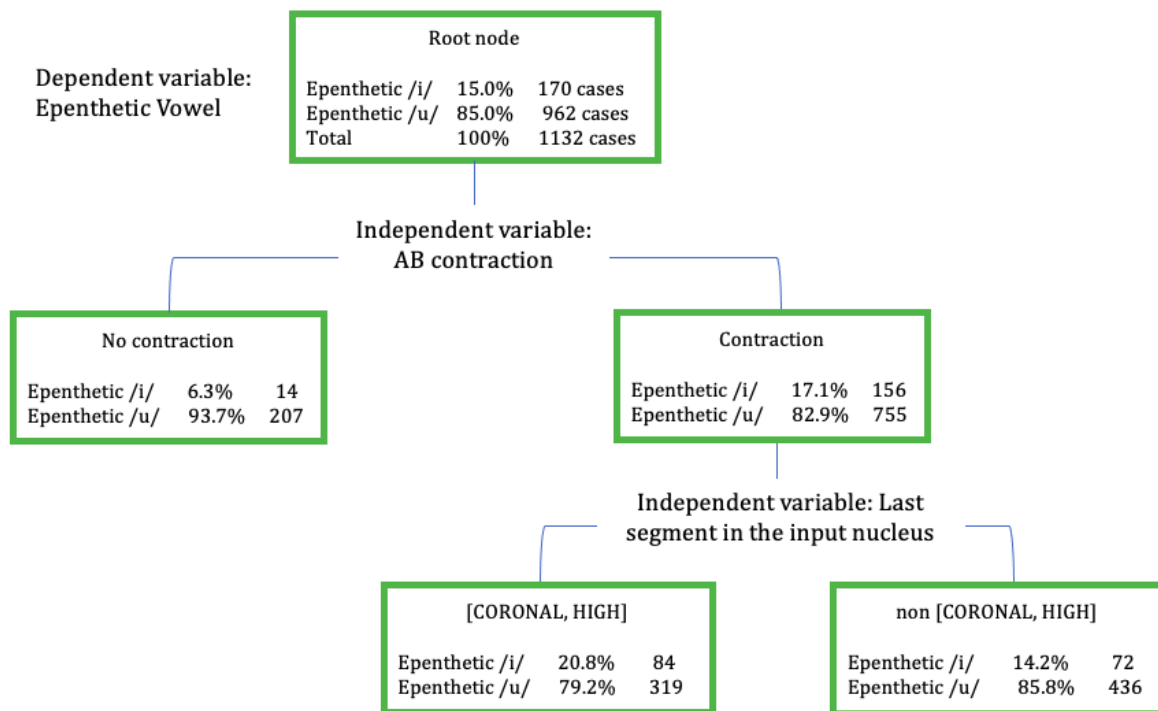 Root node
Dependent variable:
Epenthetic Vowel
Epenthetic /i/ 15.0% 170 cases
Epenthetic /u/ 85.0% 962 cases
Total 100% 1132 cases
Independent variable:
AB contraction
No contraction
Epenthetic /i/ 6.3% 14
Epenthetic /u/ 93.7% 207
Contraction
Epenthetic /i/ 17.1% 156
Epenthetic /u/ 82.9% 755
Independent variable: Last
segment in the input nucleus
[CORONAL, HIGH]
Epenthetic /i/ 20.8% 84
Epenthetic /u/ 79.2% 319
non [CORONAL, HIGH]
Epenthetic /i/ 14.2% 72
Epenthetic /u/ 85.8% 436